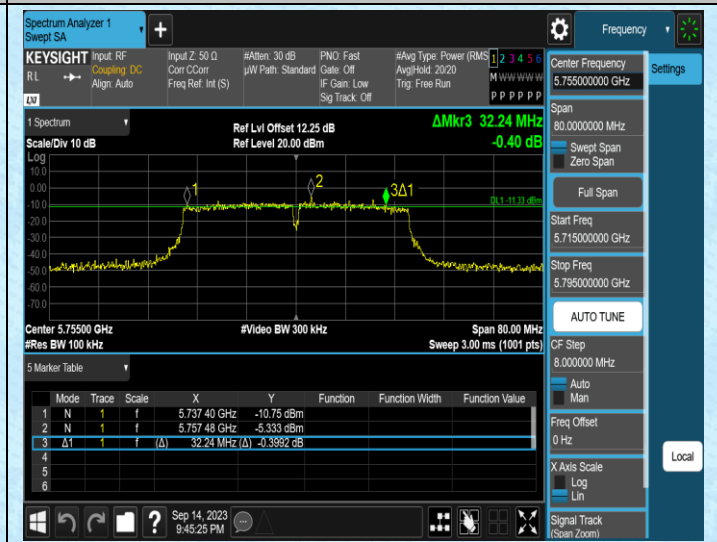 Spectrum Analyzer 1
Swept SA
Frequency
KEYSIGHT
RL
LXI
Input: RF
Coupling: DC
Align: Auto
Input Z: 50 Ω
Corr CCorr
Freq Ref: Int (S)
#Atten: 30 dB
µW Path: Standard
PNO: Fast
Gate: Off
IF Gain: Low
Sig Track: Off
#Avg Type: Power (RMS
Avg|Hold: 20/20
Trig: Free Run
1 2 3 4 5 6
M W W W W W
P P P P P P
Settings
Center Frequency
5.755000000 GHz
Span
80.0000000 MHz
Swept Span
Zero Span
Full Span
Start Freq
5.715000000 GHz
Stop Freq
5.795000000 GHz
AUTO TUNE
CF Step
8.000000 MHz
Auto
Man
Freq Offset
0 Hz
X Axis Scale
Log
Lin
Signal Track
(Span Zoom)
Local
1 Spectrum
Scale/Div 10 dB
Ref Lvl Offset 12.25 dB
Ref Level 20.00 dBm
ΔMkr3 32.24 MHz
-0.40 dB
Log
10.0
0.00
-10.0
-20.0
-30.0
-40.0
-50.0
-60.0
-70.0
1
2
3Δ1
DL1 -11.33 dBm
Center 5.75500 GHz
#Video BW 300 kHz
Span 80.00 MHz
#Res BW 100 kHz
Sweep 3.00 ms (1001 pts)
5 Marker Table
Mode Trace Scale X Y Function Function Width Function Value
1 N 1 f 5.737 40 GHz -10.75 dBm
2 N 1 f 5.757 48 GHz -5.333 dBm
3 Δ1 1 f (Δ) 32.24 MHz (Δ) -0.3992 dB
4
5
6
?
Sep 14, 2023
9:45:25 PM